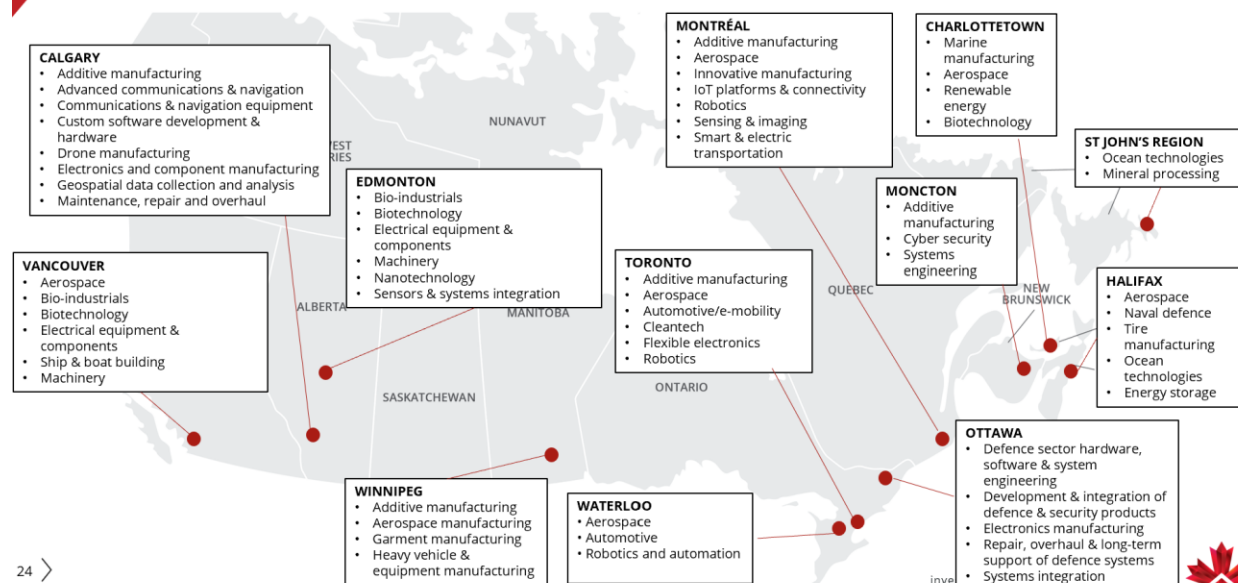 CALGARY
• Additive manufacturing
• Advanced communications & navigation
• Communications & navigation equipment
• Custom software development &
hardware
• Drone manufacturing
• Electronics and component manufacturing
• Geospatial data collection and analysis
• Maintenance, repair and overhaul
VANCOUVER
• Aerospace
• Bio-industrials
• Biotechnology
• Electrical equipment &
components
• Ship & boat building
• Machinery
EDMONTON
• Bio-industrials
• Biotechnology
• Electrical equipment &
components
• Machinery
• Nanotechnology
• Sensors & systems integration
MONTRÉAL
• Additive manufacturing
• Aerospace
• Innovative manufacturing
• IoT platforms & connectivity
• Robotics
• Sensing & imaging
• Smart & electric
transportation
CHARLOTTETOWN
• Marine
manufacturing
• Aerospace
• Renewable
energy
• Biotechnology
ST JOHN'S REGION
• Ocean technologies
• Mineral processing
MONCTON
• Additive
manufacturing
• Cyber security
• Systems
engineering
TORONTO
• Additive manufacturing
• Aerospace
• Automotive/e-mobility
• Cleantech
• Flexible electronics
• Robotics
HALIFAX
• Aerospace
• Naval defence
• Tire
manufacturing
• Ocean
technologies
• Energy storage
WINNIPEG
• Additive manufacturing
• Aerospace manufacturing
• Garment manufacturing
• Heavy vehicle &
equipment manufacturing
WATERLOO
• Aerospace
• Automotive
• Robotics and automation
OTTAWA
• Defence sector hardware,
software & system
engineering
• Development & integration of
defence & security products
• Electronics manufacturing
• Repair, overhaul & long-term
support of defence systems
• Systems integration
NUNAVUT
ALBERTA
MANITOBA
SASKATCHEWAN
ONTARIO
QUEBEC
NEW
BRUNSWICK
24